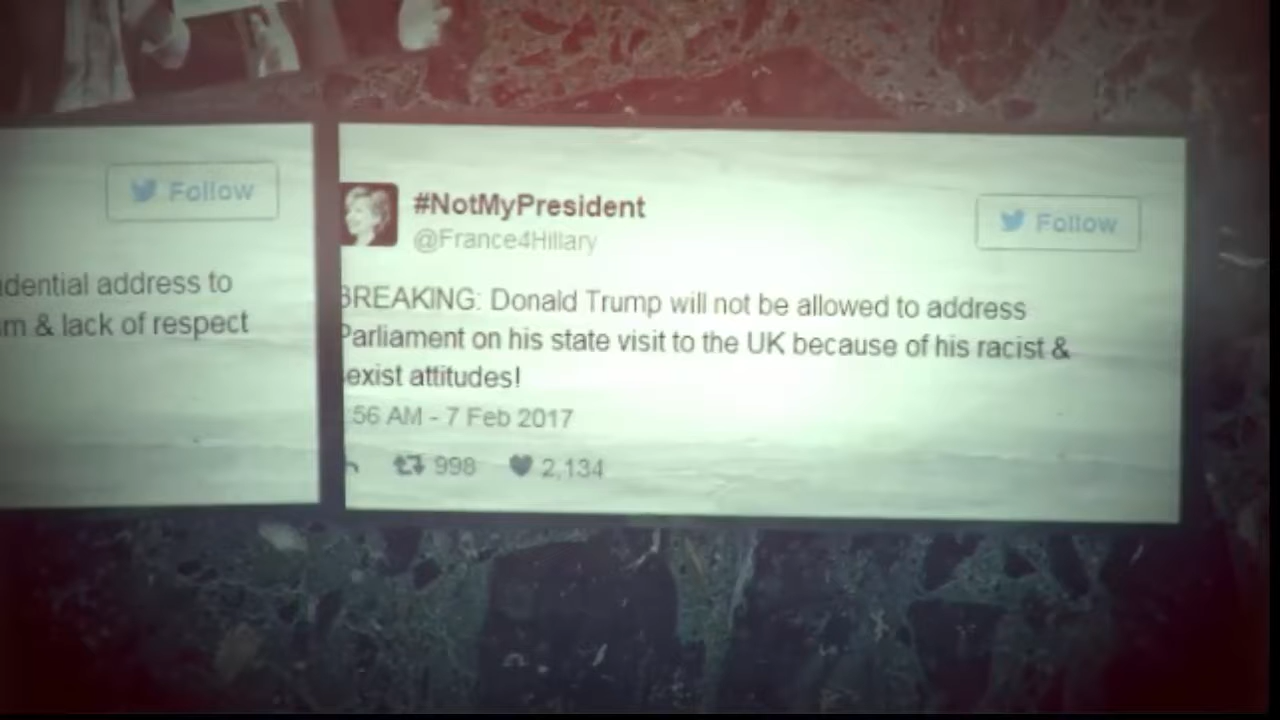 Follow
idential address to
m & lack of respect
#NotMyPresident
@France4Hillary
Follow
BREAKING: Donald Trump will not be allowed to address
Parliament on his state visit to the UK because of his racist &
exist attitudes!
:56 AM - 7 Feb 2017
998 2,134